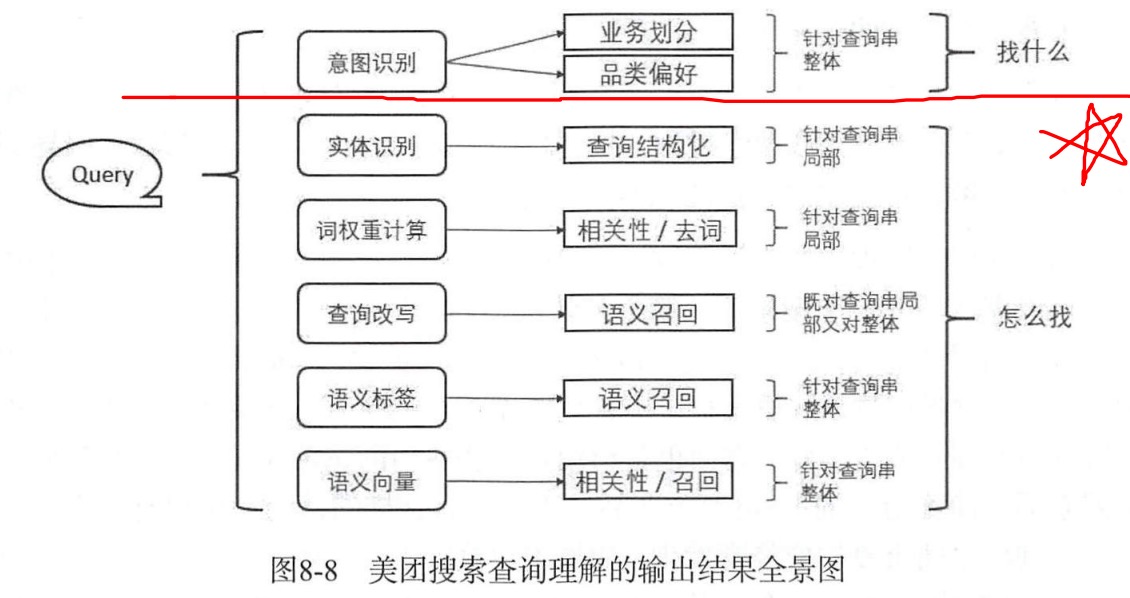 Query
意图识别
业务划分
品类偏好
针对查询串
整体
找什么
实体识别
查询结构化
针对查询串
局部
词权重计算
相关性 / 去词
针对查询串
局部
查询改写
语义召回
既对查询串局
部又对整体
怎么找
语义标签
语义召回
针对查询串
整体
语义向量
相关性 / 召回
针对查询串
整体
图8-8 美团搜索查询理解的输出结果全景图